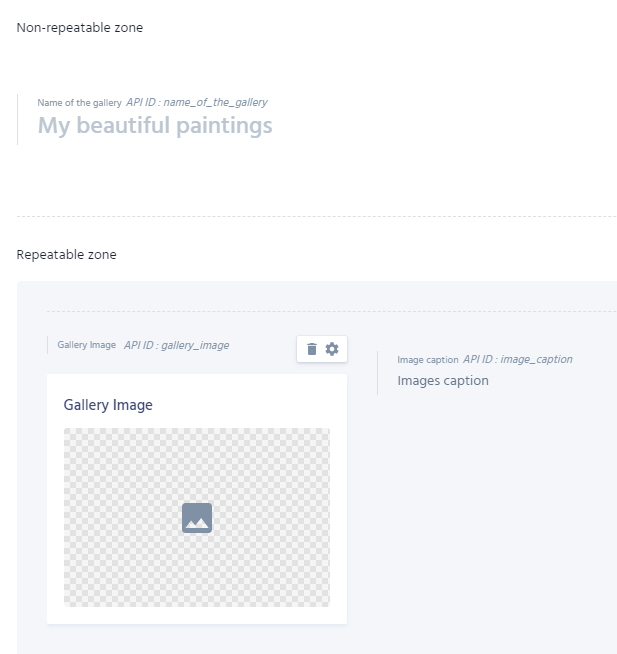 Non-repeatable zone
Name of the gallery API ID : name_of_the_gallery
My beautiful paintings
Repeatable zone
Gallery Image API ID : gallery_image
Gallery Image
Image caption API ID : image_caption
Images caption